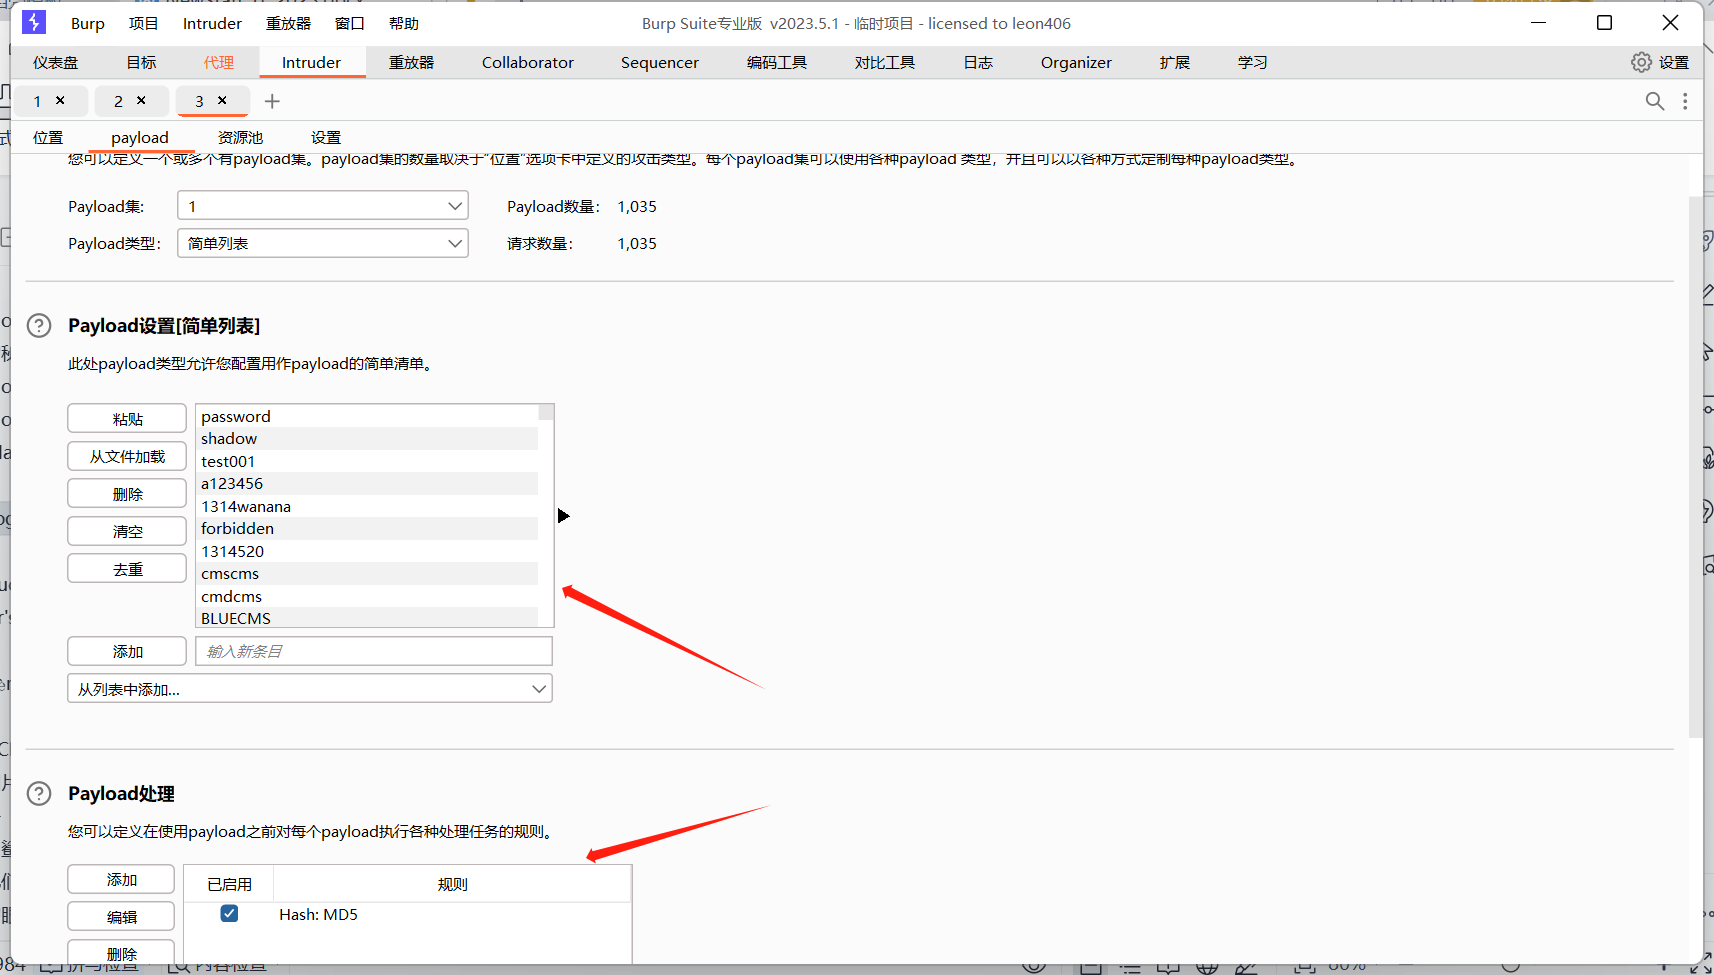 Burp 项目 Intruder 重放器 窗口 帮助 Burp Suite专业版 v2023.5.1 - 临时项目 - licensed to leon406
仪表盘 目标 代理 Intruder 重放器 Collaborator Sequencer 编码工具 对比工具 日志 Organizer 扩展 学习 设置
1 × 2 × 3 × +
位置 payload 资源池 设置
您可以定义一个或多个有payload集。payload集的数量取决于"位置"选项卡中定义的攻击类型。每个payload集可以使用各种payload 类型，并且可以以各种方式定制每种payload类型。
Payload集: 1 Payload数量: 1,035
Payload类型: 简单列表 请求数量: 1,035
Payload设置[简单列表]
此处payload类型允许您配置用作payload的简单清单。
粘贴
从文件加载
删除
清空
去重
password
shadow
test001
a123456
1314wanana
forbidden
1314520
cmscms
cmdcms
BLUECMS
添加 输入新条目
从列表中添加...
Payload处理
您可以定义在使用payload之前对每个payload执行各种处理任务的规则。
添加
编辑
删除
已启用 规则
Hash: MD5